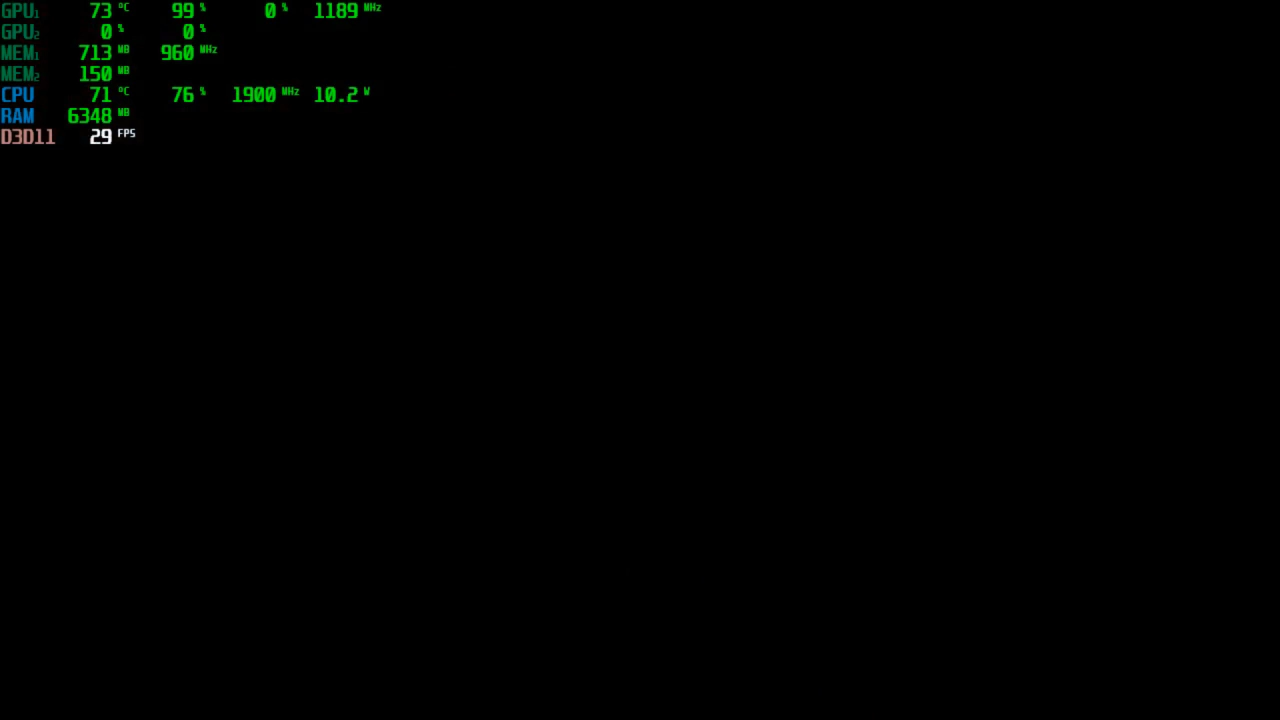 GPU1 73 °C 99 % 0 % 1189 MHz
GPU2 0 % 0 %
MEM1 713 MB 960 MHz
MEM2 150 MB
CPU 71 °C 76 % 1900 MHz 10.2 W
RAM 6348 MB
D3D11 29 FPS